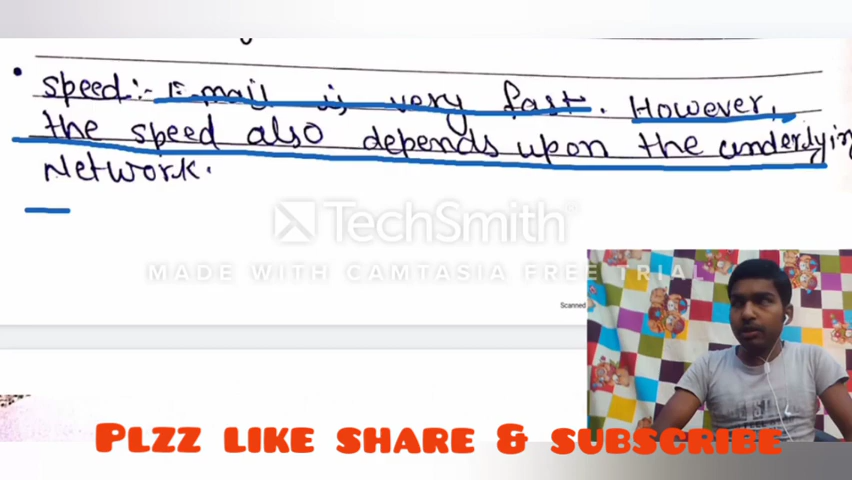 • speed:- E-mail is very fast. However,
the speed also depends upon the underlying
Network.
TechSmith®
MADE WITH CAMTASIA FREE TRIAL
Scanned
PLZZ LIKE SHARE & SUBSCRIBE